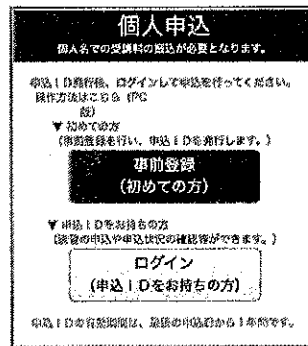 個人申込
個人名での受講料の振込が必要となります。
申込ID発行後、ログインして申込を行ってください。
操作方法はこちら (PC
版)
▼初めての方
(事前登録を行い、申込IDを発行します。)
事前登録
(初めての方)
▼申込IDをお持ちの方
(講習の申込や申込状況の確認等ができます。)
ログイン
(申込IDをお持ちの方)
申込IDの有効期間は、最後の申込日から1年間です。